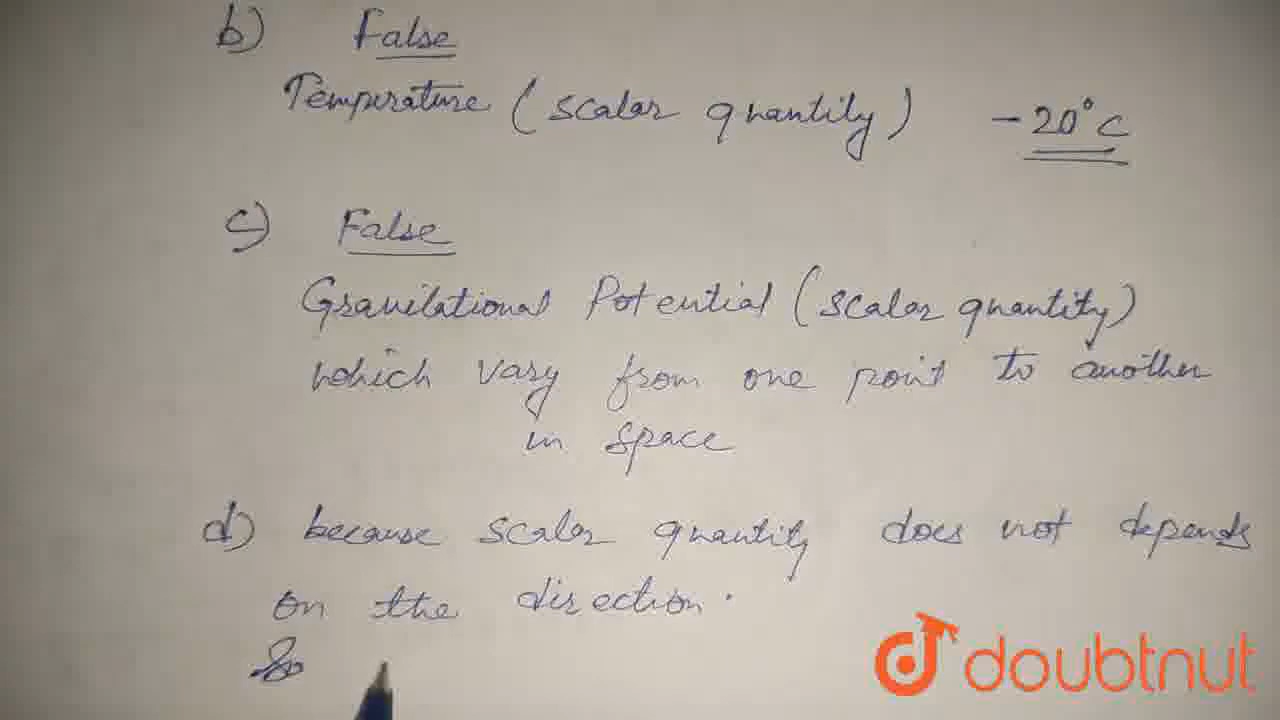 b) False
Temperature (scalar quantity) -20°C
c) False
Gravitational Potential (scalar quantity)
which vary from one point to another
in space
d) because scalar quantity does not depends
on the direction.
So
doubtnut